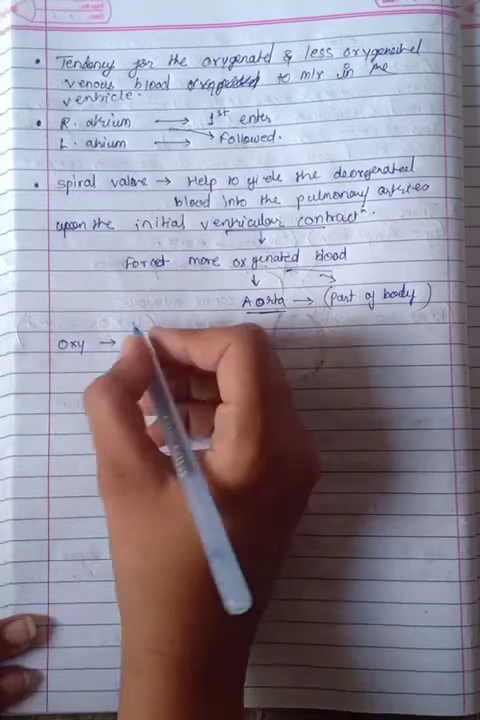 • Tendency for the oxygenated & less oxygenated
venous blood to mix in the
ventricle.
• R. atrium → 1st enter
L. atrium → Followed.
• Spiral valve → Help to guide the deoxygenated
blood into the pulmonary arteries
upon the initial ventricular contractn.
↓
Forcet more oxygenated blood
↓
Aorta → (Part of body)
Oxy →